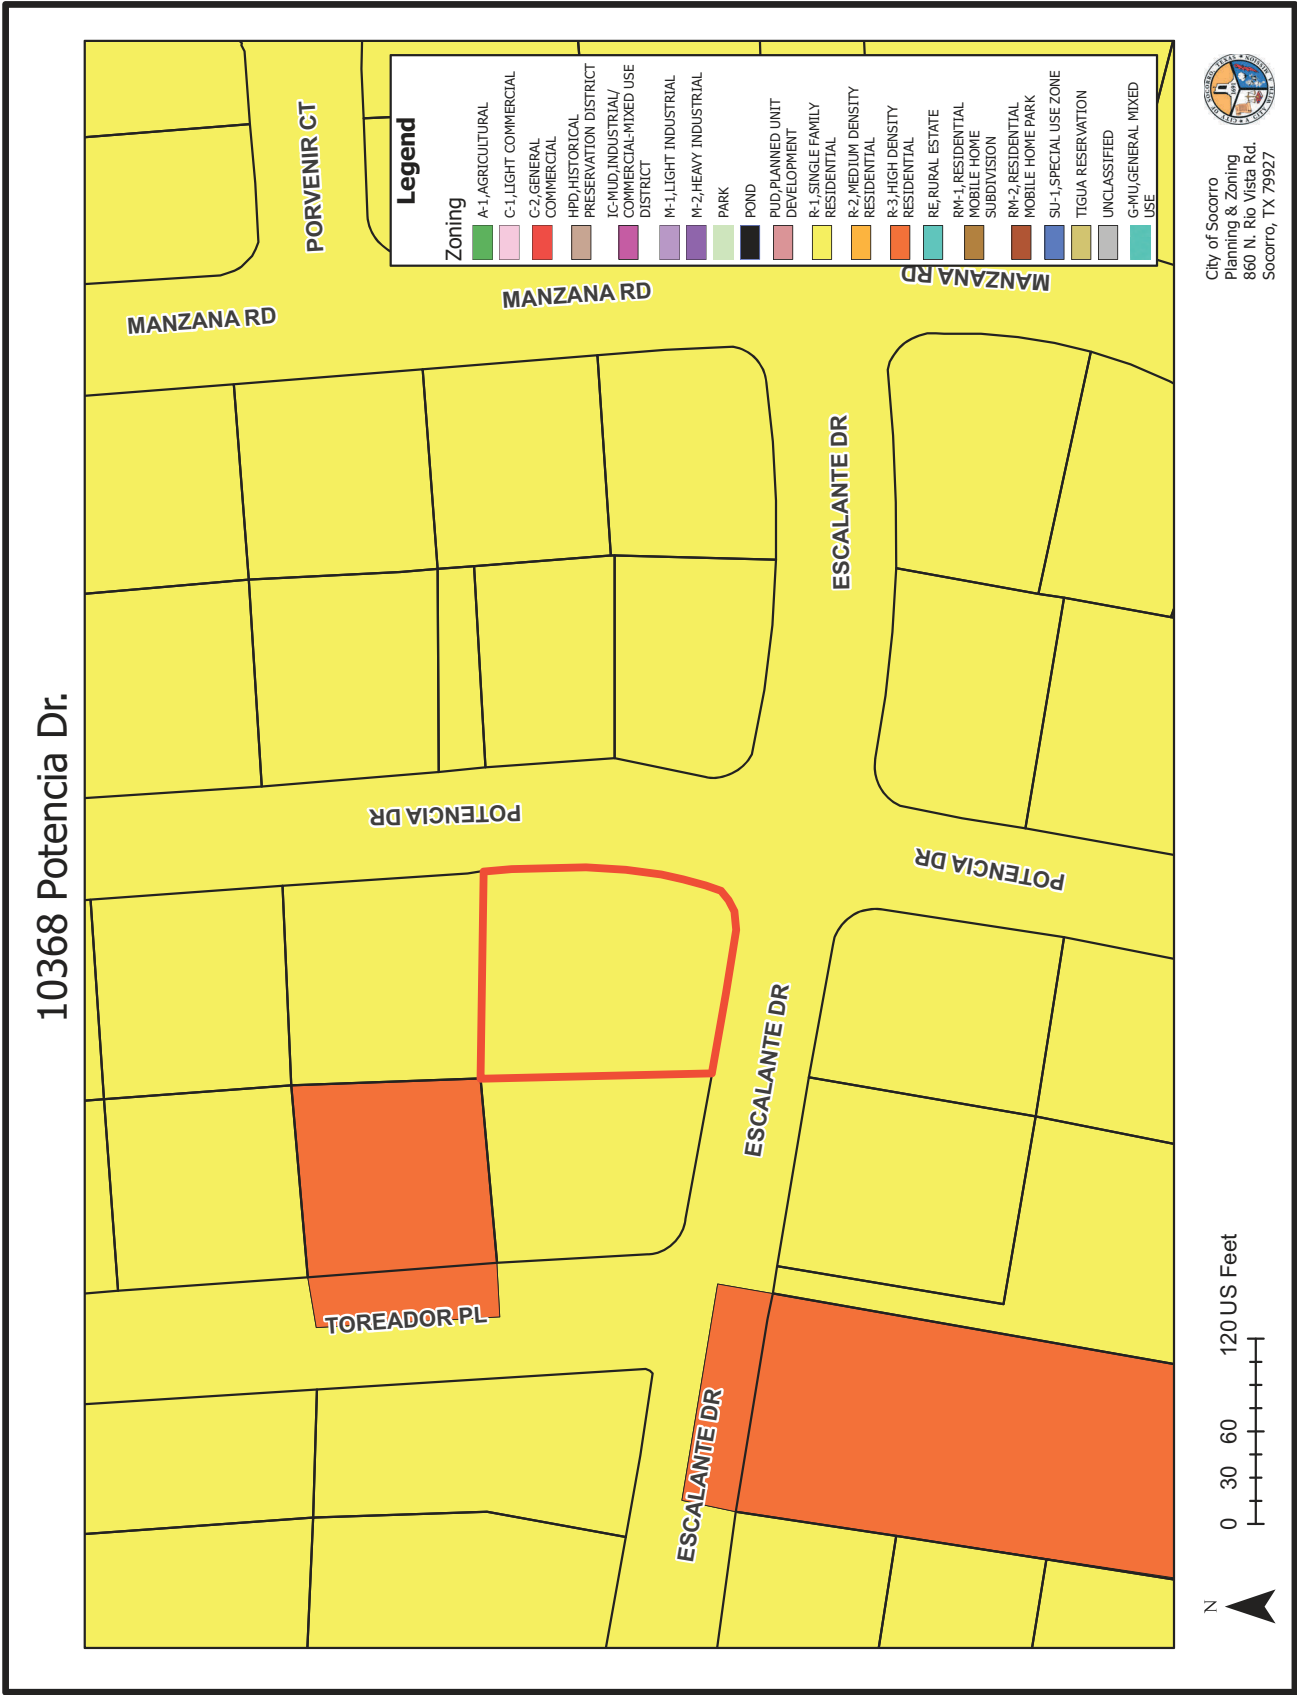 10368 Potencia Dr.
PORVENIR CT
MANZANA RD
MANZANA RD
MANZANA RD
ESCALANTE DR
POTENCIA DR
POTENCIA DR
ESCALANTE DR
TOREADOR PL
ESCALANTE DR
Legend
Zoning
A-1,AGRICULTURAL
C-1,LIGHT COMMERCIAL
C-2,GENERAL
COMMERCIAL
HPD,HISTORICAL
PRESERVATION DISTRICT
IC-MUD,INDUSTRIAL/
COMMERCIAL-MIXED USE
DISTRICT
M-1,LIGHT INDUSTRIAL
M-2,HEAVY INDUSTRIAL
PARK
POND
PUD,PLANNED UNIT
DEVELOPMENT
R-1,SINGLE FAMILY
RESIDENTIAL
R-2,MEDIUM DENSITY
RESIDENTIAL
R-3,HIGH DENSITY
RESIDENTIAL
RE,RURAL ESTATE
RM-1,RESIDENTIAL
MOBILE HOME
SUBDIVISION
RM-2,RESIDENTIAL
MOBILE HOME PARK
SU-1,SPECIAL USE ZONE
TIGUA RESERVATION
UNCLASSIFIED
G-MU,GENERAL MIXED
USE
N
0 30 60 120 US Feet
City of Socorro
Planning & Zoning
860 N. Rio Vista Rd.
Socorro, TX 79927